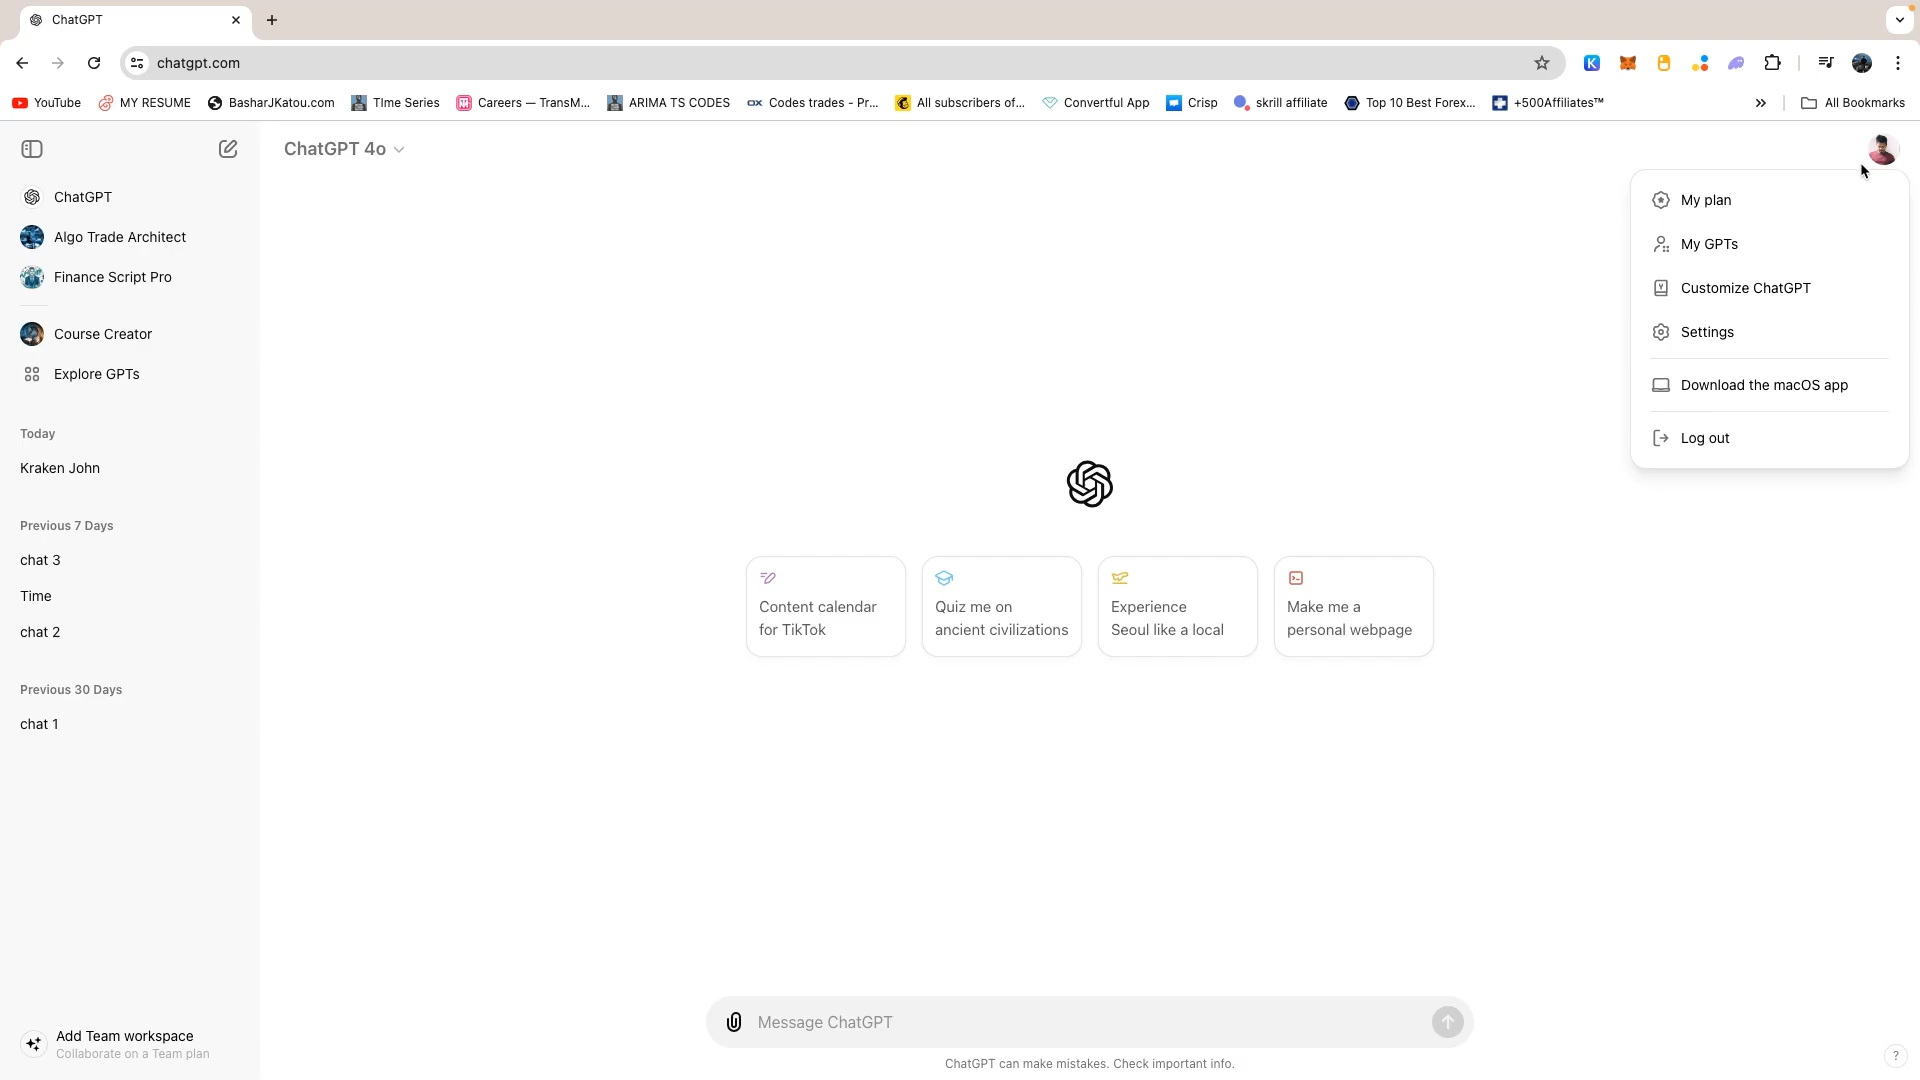 ChatGPT
chatgpt.com
YouTube
MY RESUME
BasharJKatou.com
TIme Series
Careers — TransM...
ARIMA TS CODES
Codes trades - Pr...
All subscribers of...
Convertful App
Crisp
skrill affiliate
Top 10 Best Forex...
+500Affiliates™
All Bookmarks
ChatGPT
Algo Trade Architect
Finance Script Pro
Course Creator
Explore GPTs
Today
Kraken John
Previous 7 Days
chat 3
Time
chat 2
Previous 30 Days
chat 1
Add Team workspace
Collaborate on a Team plan
ChatGPT 4o
My plan
My GPTs
Customize ChatGPT
Settings
Download the macOS app
Log out
Content calendar
for TikTok
Quiz me on
ancient civilizations
Experience
Seoul like a local
Make me a
personal webpage
Message ChatGPT
ChatGPT can make mistakes. Check important info.
?